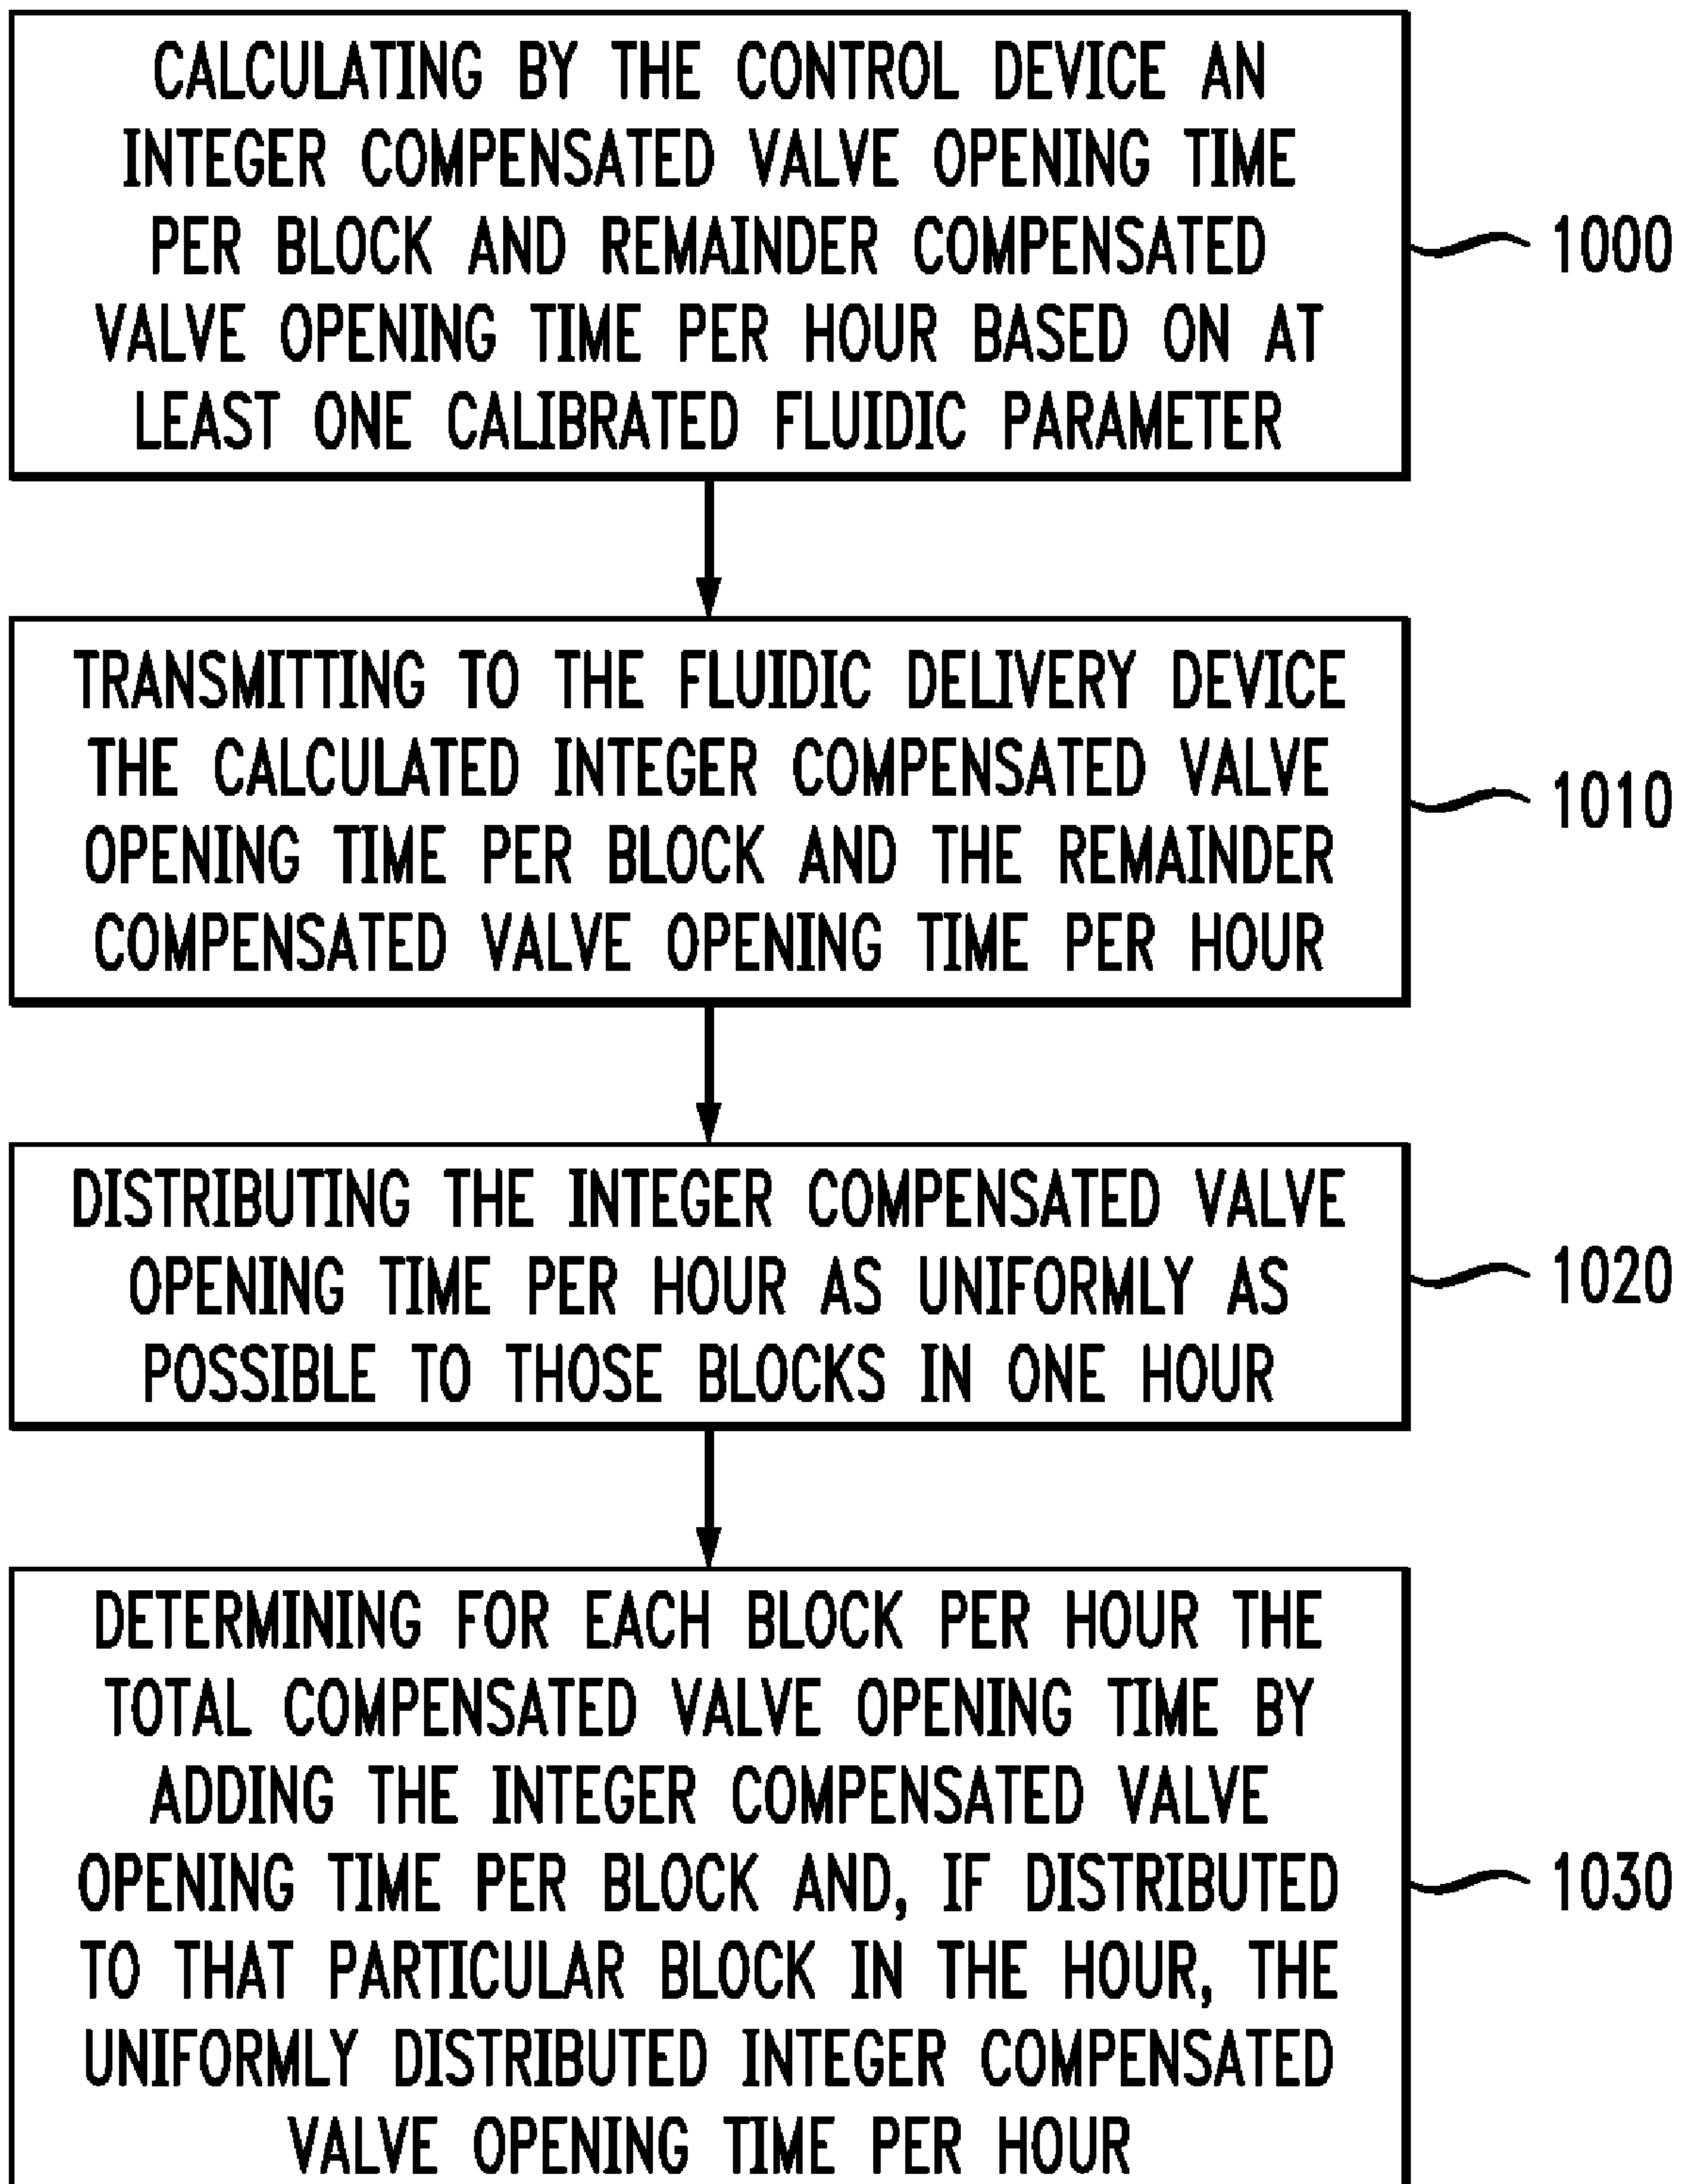 CALCULATING BY THE CONTROL DEVICE AN
INTEGER COMPENSATED VALVE OPENING TIME
PER BLOCK AND REMAINDER COMPENSATED
VALVE OPENING TIME PER HOUR BASED ON AT
LEAST ONE CALIBRATED FLUIDIC PARAMETER
1000
TRANSMITTING TO THE FLUIDIC DELIVERY DEVICE
THE CALCULATED INTEGER COMPENSATED VALVE
OPENING TIME PER BLOCK AND THE REMAINDER
COMPENSATED VALVE OPENING TIME PER HOUR
1010
DISTRIBUTING THE INTEGER COMPENSATED VALVE
OPENING TIME PER HOUR AS UNIFORMLY AS
POSSIBLE TO THOSE BLOCKS IN ONE HOUR
1020
DETERMINING FOR EACH BLOCK PER HOUR THE
TOTAL COMPENSATED VALVE OPENING TIME BY
ADDING THE INTEGER COMPENSATED VALVE
OPENING TIME PER BLOCK AND, IF DISTRIBUTED
TO THAT PARTICULAR BLOCK IN THE HOUR, THE
UNIFORMLY DISTRIBUTED INTEGER COMPENSATED
VALVE OPENING TIME PER HOUR
1030